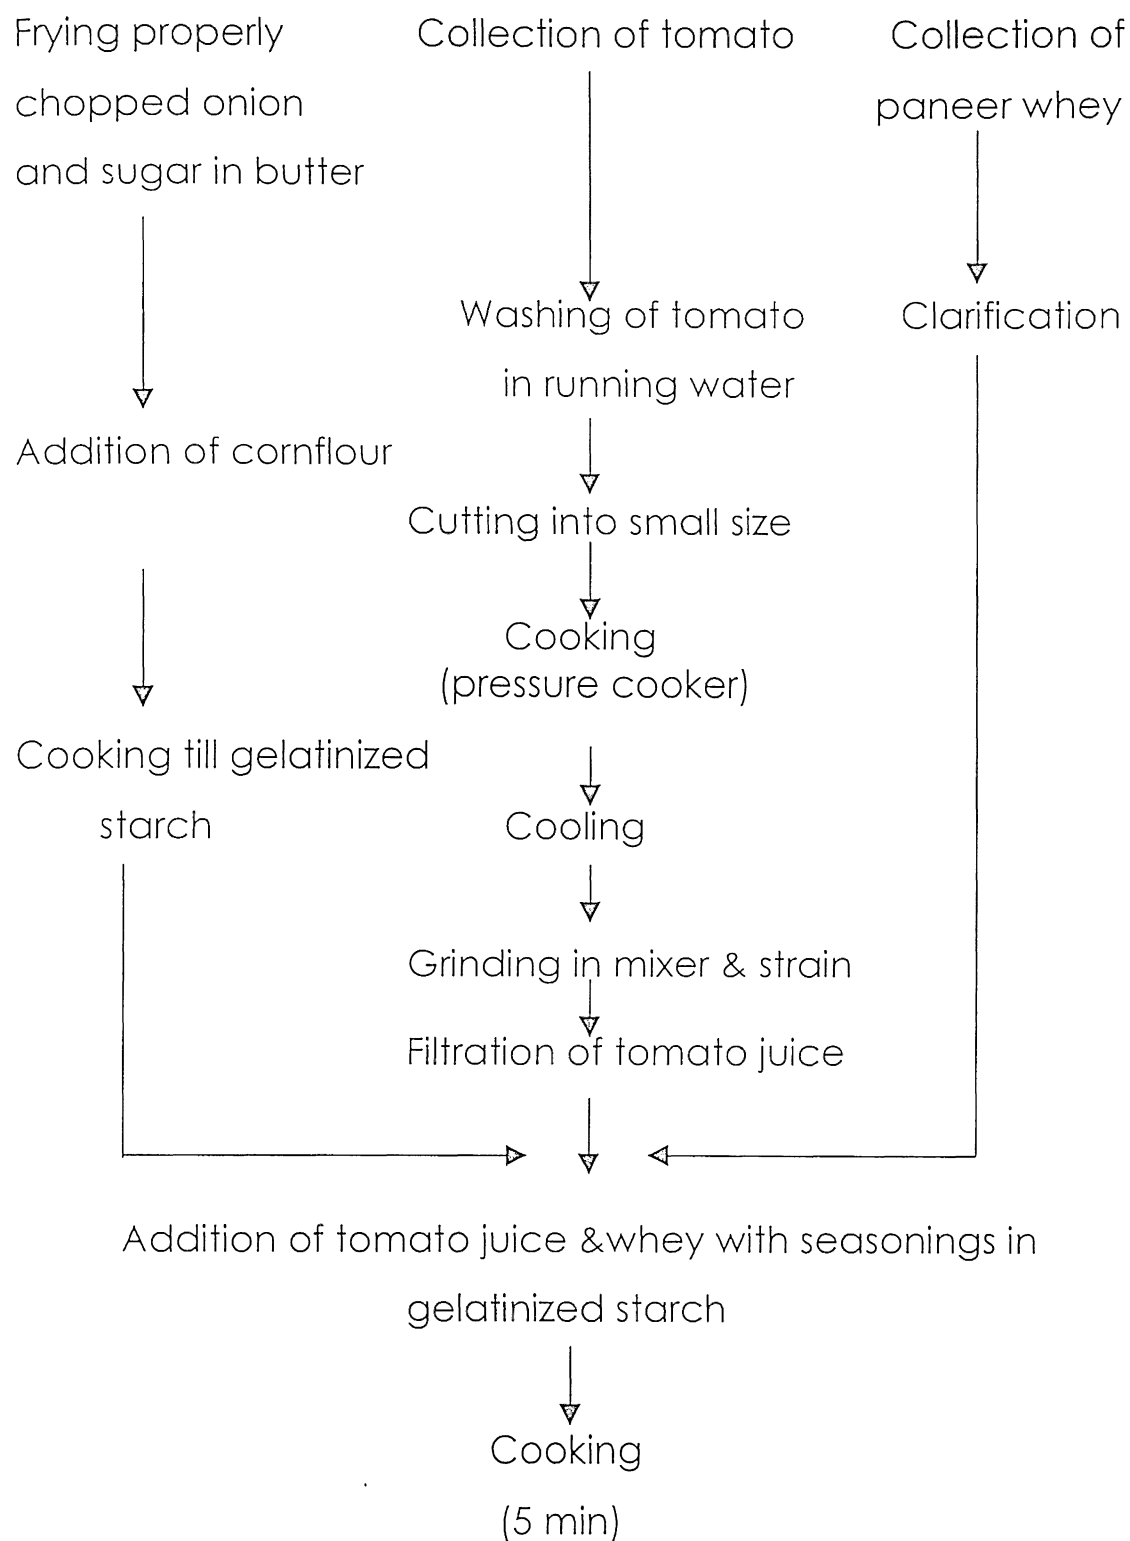 Frying properly
chopped onion
and sugar in butter
Addition of cornflour
Cooking till gelatinized
starch
Collection of tomato
Washing of tomato
in running water
Cutting into small size
Cooking
(pressure cooker)
Cooling
Grinding in mixer & strain
Filtration of tomato juice
Collection of
paneer whey
Clarification
Addition of tomato juice &whey with seasonings in
gelatinized starch
Cooking
(5 min)